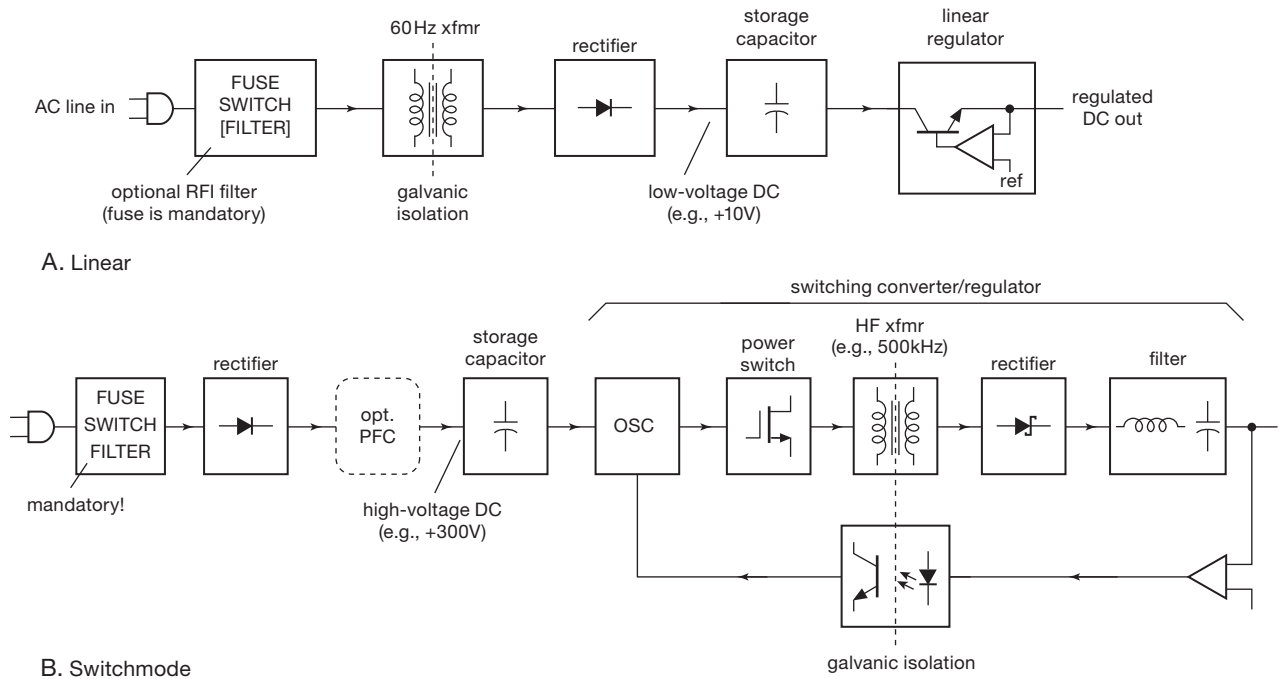 60 Hz xfmr
rectifier
storage
capacitor
linear
regulator
AC line in
FUSE
SWITCH
[FILTER]
regulated
DC out
ref
optional RFI filter
(fuse is mandatory)
galvanic
isolation
low-voltage DC
(e.g., +10V)
A. Linear
switching converter/regulator
rectifier
storage
capacitor
power
switch
HF xfmr
(e.g., 500kHz)
rectifier
filter
FUSE
SWITCH
FILTER
opt.
PFC
OSC
mandatory!
high-voltage DC
(e.g., +300V)
galvanic isolation
B. Switchmode